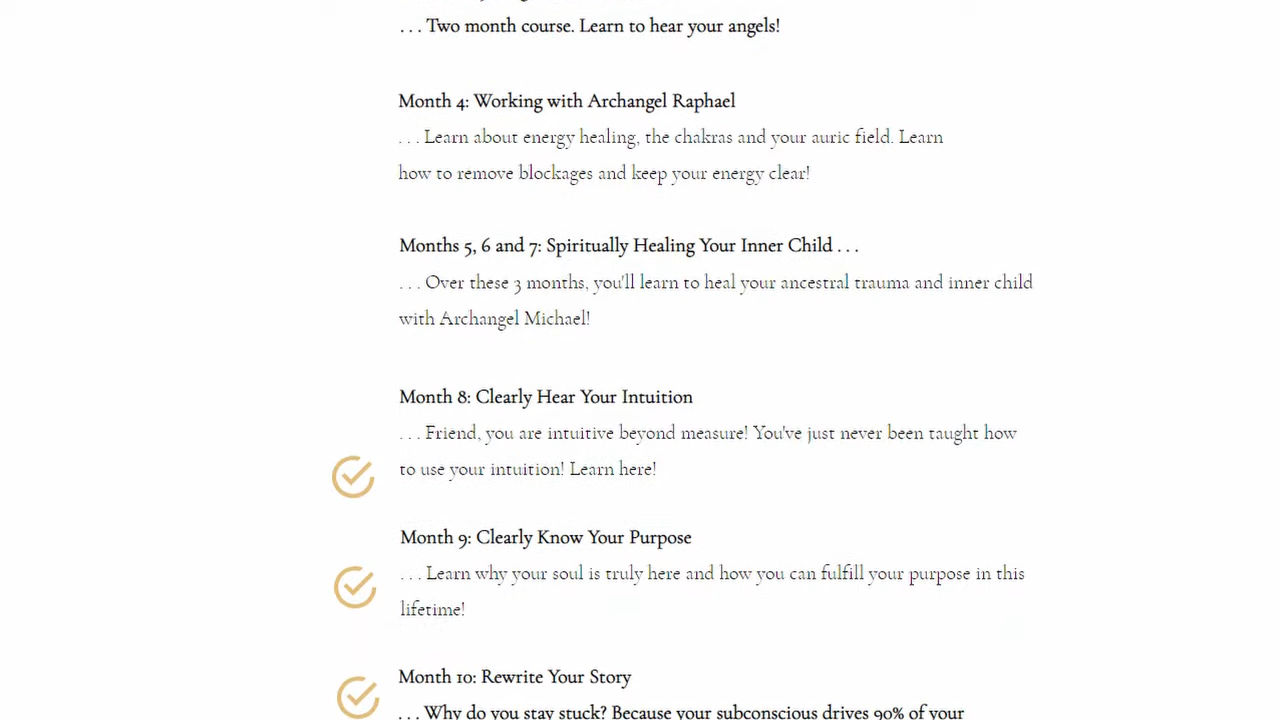 . . . Two month course. Learn to hear your angels!
Month 4: Working with Archangel Raphael
. . . Learn about energy healing, the chakras and your auric field. Learn
how to remove blockages and keep your energy clear!
Months 5, 6 and 7: Spiritually Healing Your Inner Child . . .
. . . Over these 3 months, you'll learn to heal your ancestral trauma and inner child
with Archangel Michael!
Month 8: Clearly Hear Your Intuition
. . . Friend, you are intuitive beyond measure! You've just never been taught how
to use your intuition! Learn here!
Month 9: Clearly Know Your Purpose
. . . Learn why your soul is truly here and how you can fulfill your purpose in this
lifetime!
Month 10: Rewrite Your Story
. . . Why do you stay stuck? Because your subconscious drives 90% of your